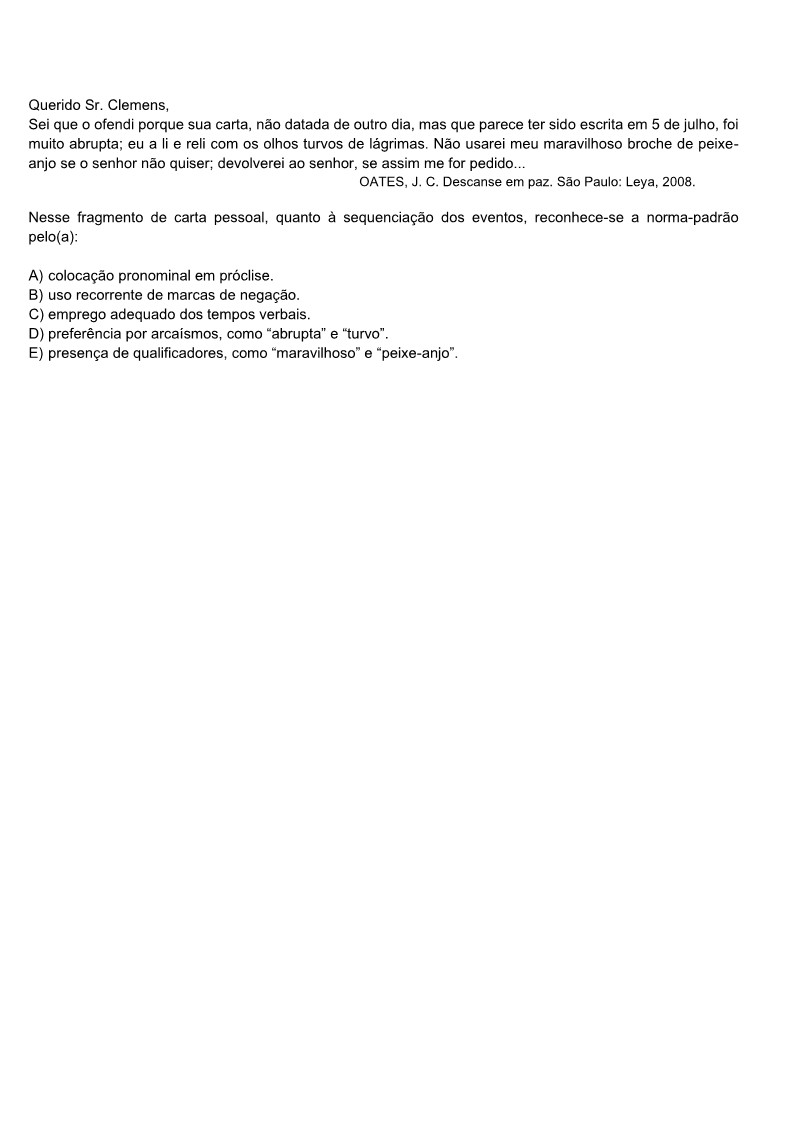 Querido Sr. Clemens,
Sei que o ofendi porque sua carta, não datada de outro dia, mas que parece ter sido escrita em 5 de julho, foi
muito abrupta; eu a li e reli com os olhos turvos de lágrimas. Não usarei meu maravilhoso broche de peixe-
anjo se o senhor não quiser; devolverei ao senhor, se assim me for pedido...
OATES, J. C. Descanse em paz. São Paulo: Leya, 2008.
Nesse fragmento de carta pessoal, quanto à sequenciação dos eventos, reconhece-se a norma-padrão
pelo(a):
A) colocação pronominal em próclise.
B) uso recorrente de marcas de negação.
C) emprego adequado dos tempos verbais.
D) preferência por arcaísmos, como “abrupta” e “turvo”.
E) presença de qualificadores, como “maravilhoso” e “peixe-anjo”.